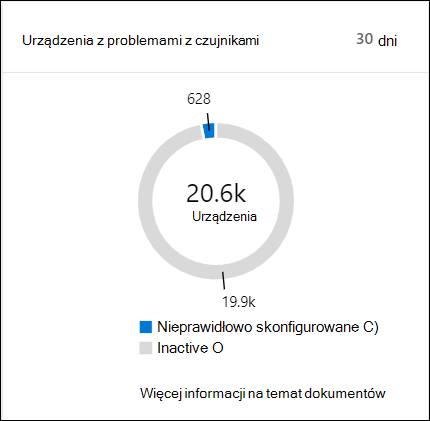 Urządzenia z problemami z czujnikami 30 dni
628
20.6k
Urządzenia
19.9k
Nieprawidłowo skonfigurowane C)
Inactive O
Więcej informacji na temat dokumentów